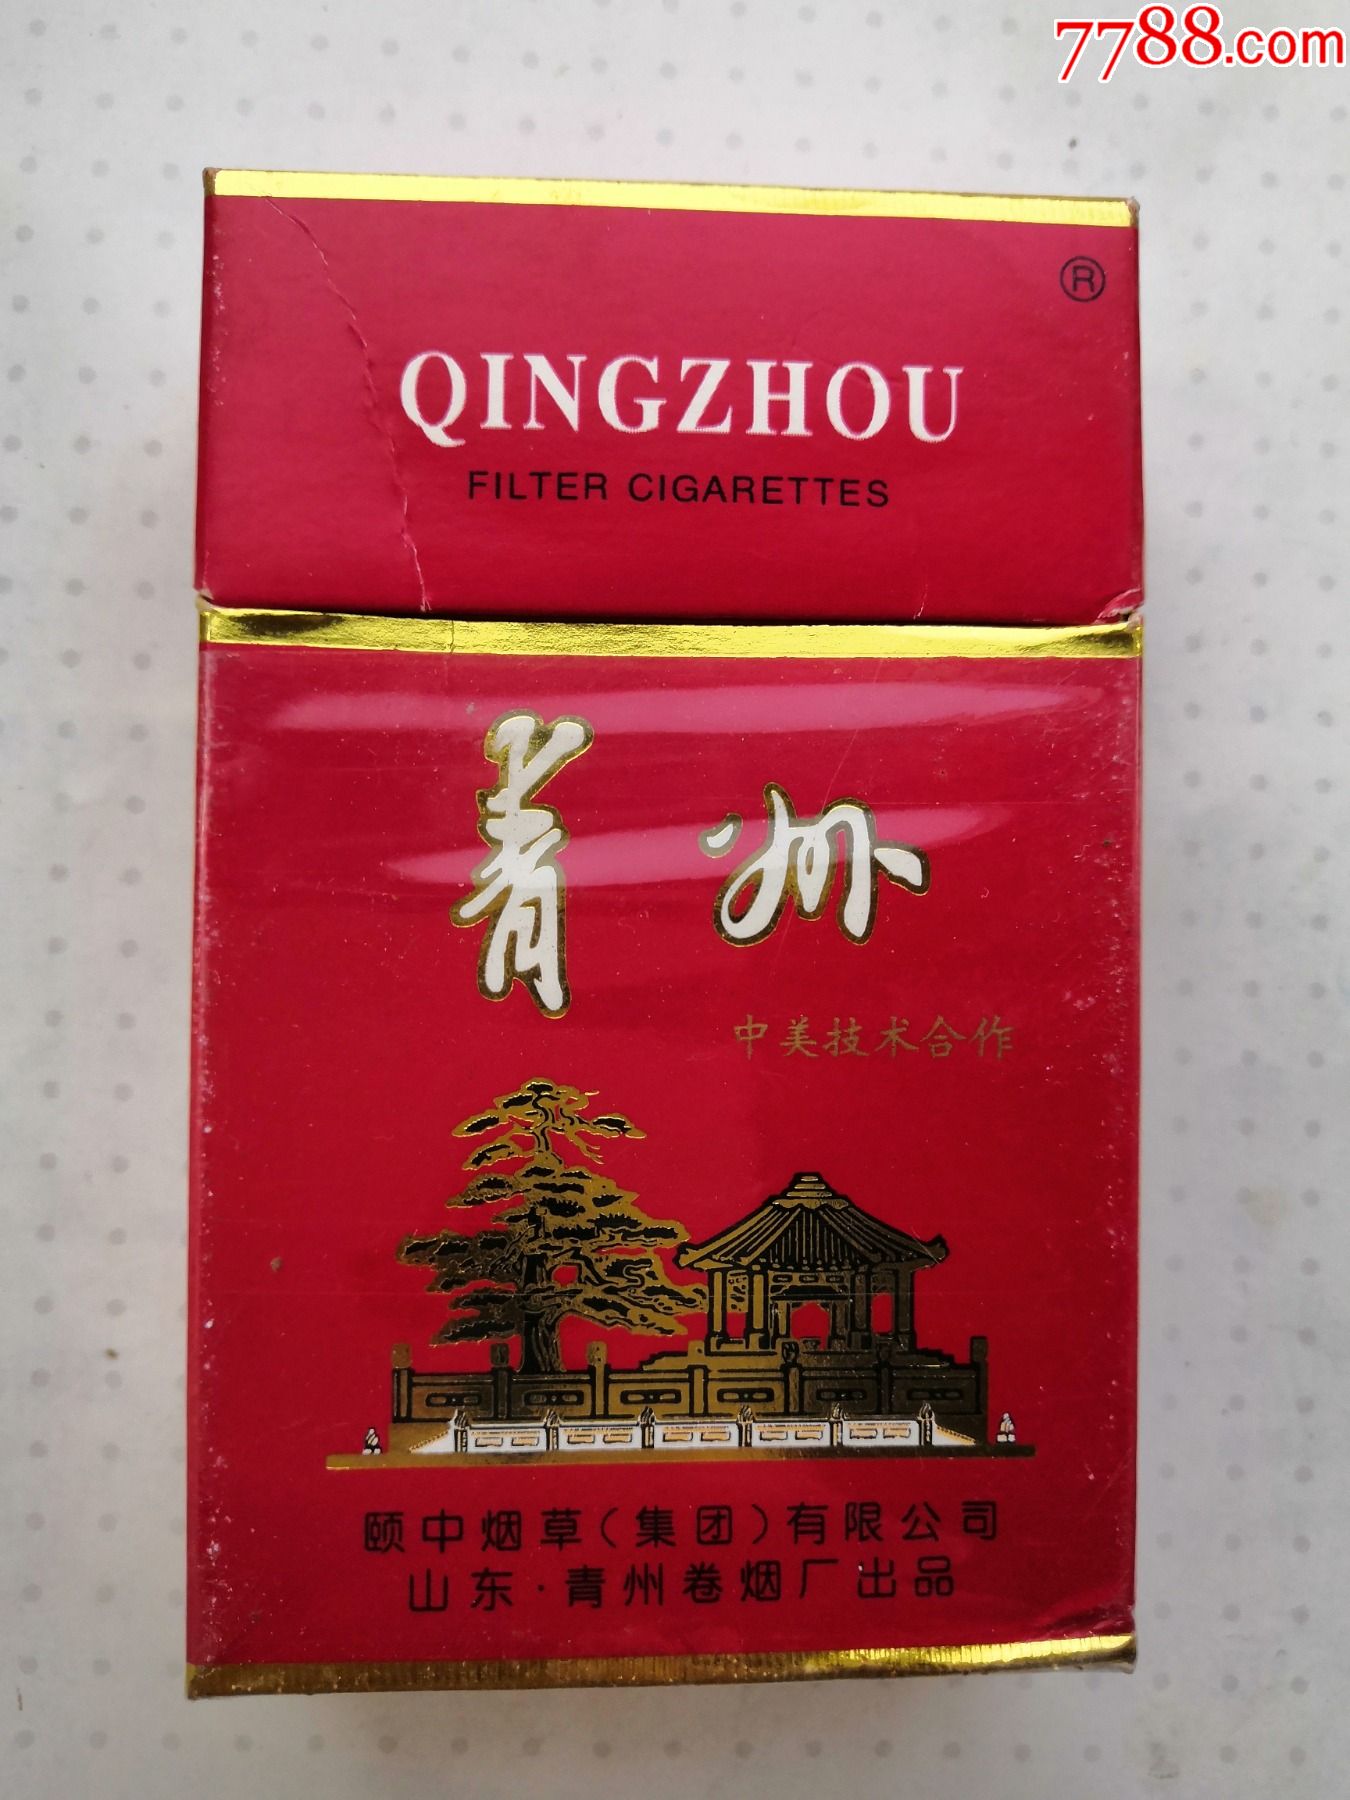 7788.com
®
QINGZHOU
FILTER CIGARETTES
青州
中美技术合作
颐中烟草(集团)有限公司
山东·青州卷烟厂出品